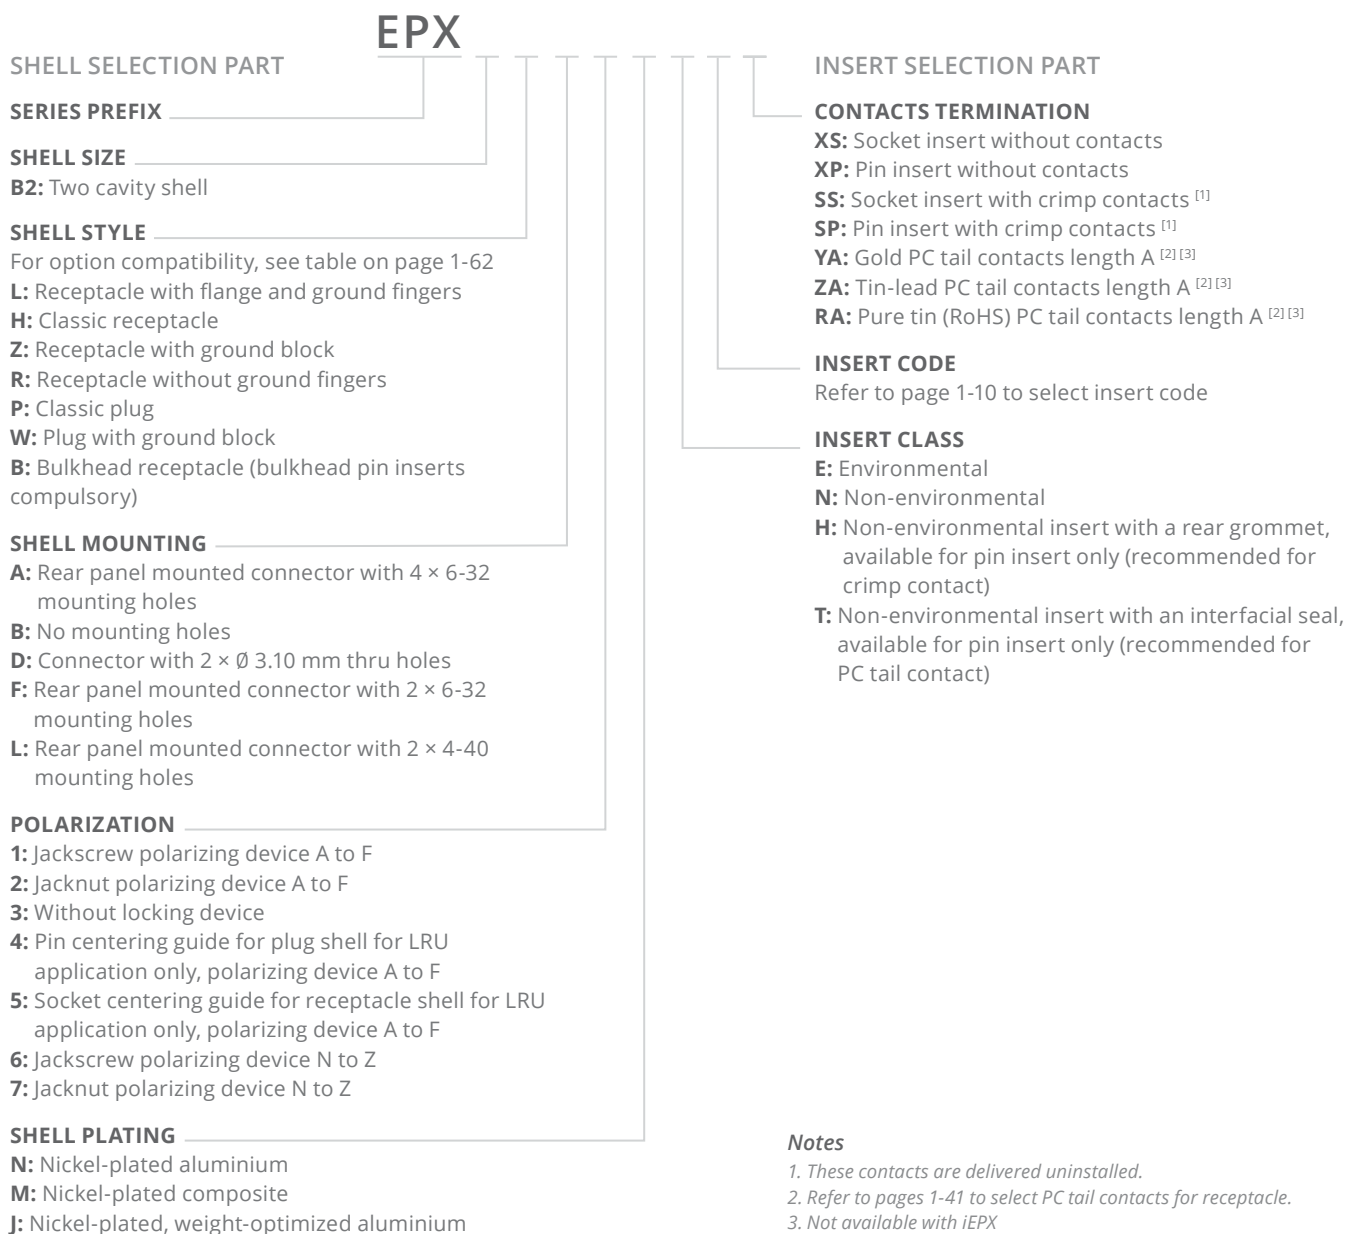 EPX
SHELL SELECTION PART
SERIES PREFIX
SHELL SIZE
B2: Two cavity shell
SHELL STYLE
For option compatibility, see table on page 1-62
L: Receptacle with flange and ground fingers
H: Classic receptacle
Z: Receptacle with ground block
R: Receptacle without ground fingers
P: Classic plug
W: Plug with ground block
B: Bulkhead receptacle (bulkhead pin inserts
compulsory)
SHELL MOUNTING
A: Rear panel mounted connector with 4 × 6-32
mounting holes
B: No mounting holes
D: Connector with 2 × Ø 3.10 mm thru holes
F: Rear panel mounted connector with 2 × 6-32
mounting holes
L: Rear panel mounted connector with 2 × 4-40
mounting holes
POLARIZATION
1: Jackscrew polarizing device A to F
2: Jacknut polarizing device A to F
3: Without locking device
4: Pin centering guide for plug shell for LRU
application only, polarizing device A to F
5: Socket centering guide for receptacle shell for LRU
application only, polarizing device A to F
6: Jackscrew polarizing device N to Z
7: Jacknut polarizing device N to Z
SHELL PLATING
N: Nickel-plated aluminium
M: Nickel-plated composite
J: Nickel-plated, weight-optimized aluminium
INSERT SELECTION PART
CONTACTS TERMINATION
XS: Socket insert without contacts
XP: Pin insert without contacts
SS: Socket insert with crimp contacts [1]
SP: Pin insert with crimp contacts [1]
YA: Gold PC tail contacts length A [2] [3]
ZA: Tin-lead PC tail contacts length A [2] [3]
RA: Pure tin (RoHS) PC tail contacts length A [2] [3]
INSERT CODE
Refer to page 1-10 to select insert code
INSERT CLASS
E: Environmental
N: Non-environmental
H: Non-environmental insert with a rear grommet,
available for pin insert only (recommended for
crimp contact)
T: Non-environmental insert with an interfacial seal,
available for pin insert only (recommended for
PC tail contact)
Notes
1. These contacts are delivered uninstalled.
2. Refer to pages 1-41 to select PC tail contacts for receptacle.
3. Not available with iEPX